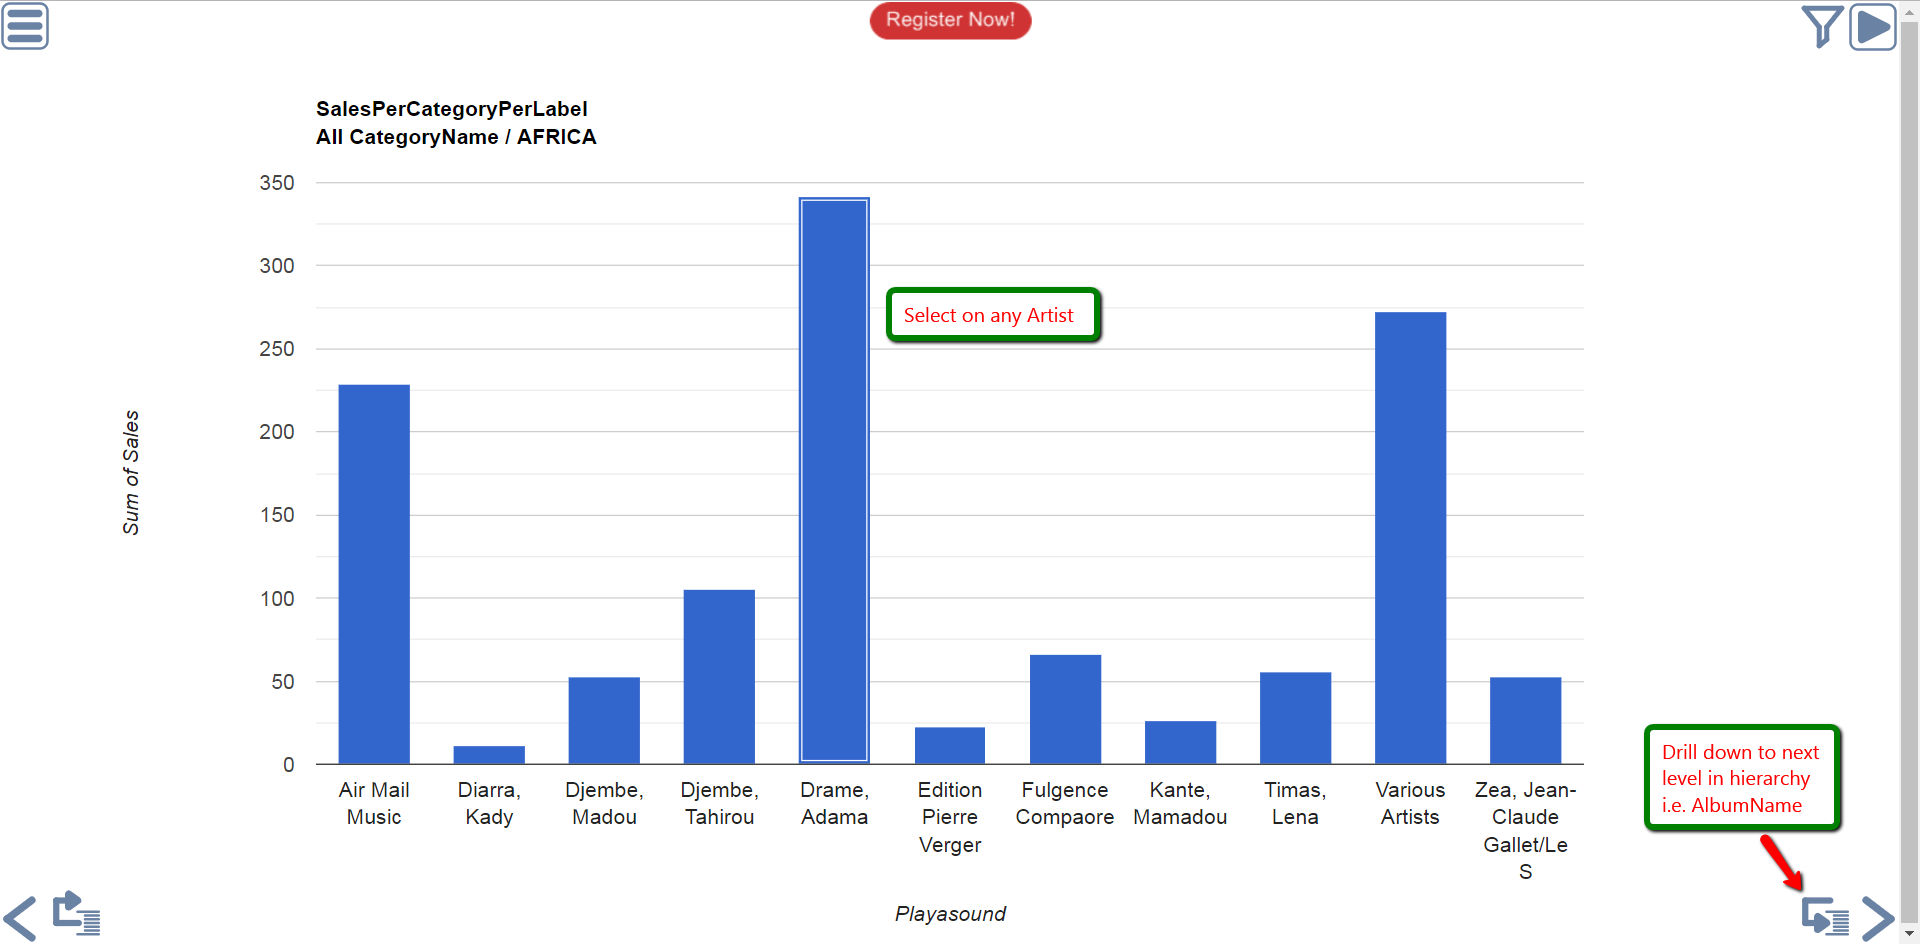 Register Now!
SalesPerCategoryPerLabel
All CategoryName / AFRICA
350
300
250
200
150
100
50
0
Sum of Sales
Select on any Artist
Air Mail
Music
Diarra,
Kady
Djembe,
Madou
Djembe,
Tahirou
Drame,
Adama
Edition
Pierre
Verger
Fulgence
Compaore
Kante,
Mamadou
Timas,
Lena
Various
Artists
Zea, Jean-
Claude
Gallet/Le
S
Playasound
Drill down to next
level in hierarchy
i.e. AlbumName